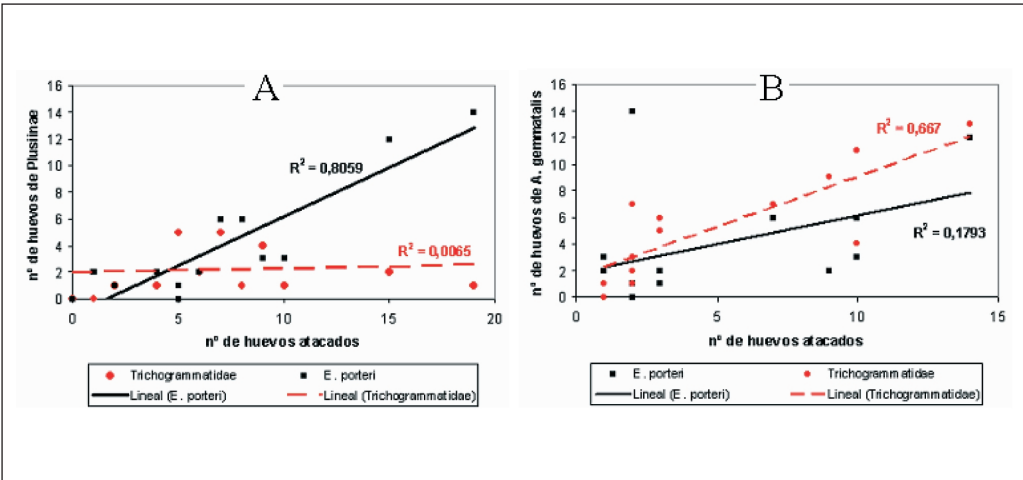 A
nº de huevos de Plusiinae
16
14
12
10
8
6
4
2
0
R² = 0,8059
R² = 0,0065
0 5 10 15 20
nº de huevos atacados
Trichogrammatidae E. porteri
Lineal (E. porteri) Lineal (Trichogrammatidae)
B
nº de huevos de A. gemmatalis
16
14
12
10
8
6
4
2
0
R² = 0,667
R² = 0,1793
0 5 10 15
nº de huevos atacados
E. porteri Trichogrammatidae
Lineal (E. porteri) Lineal (Trichogrammatidae)